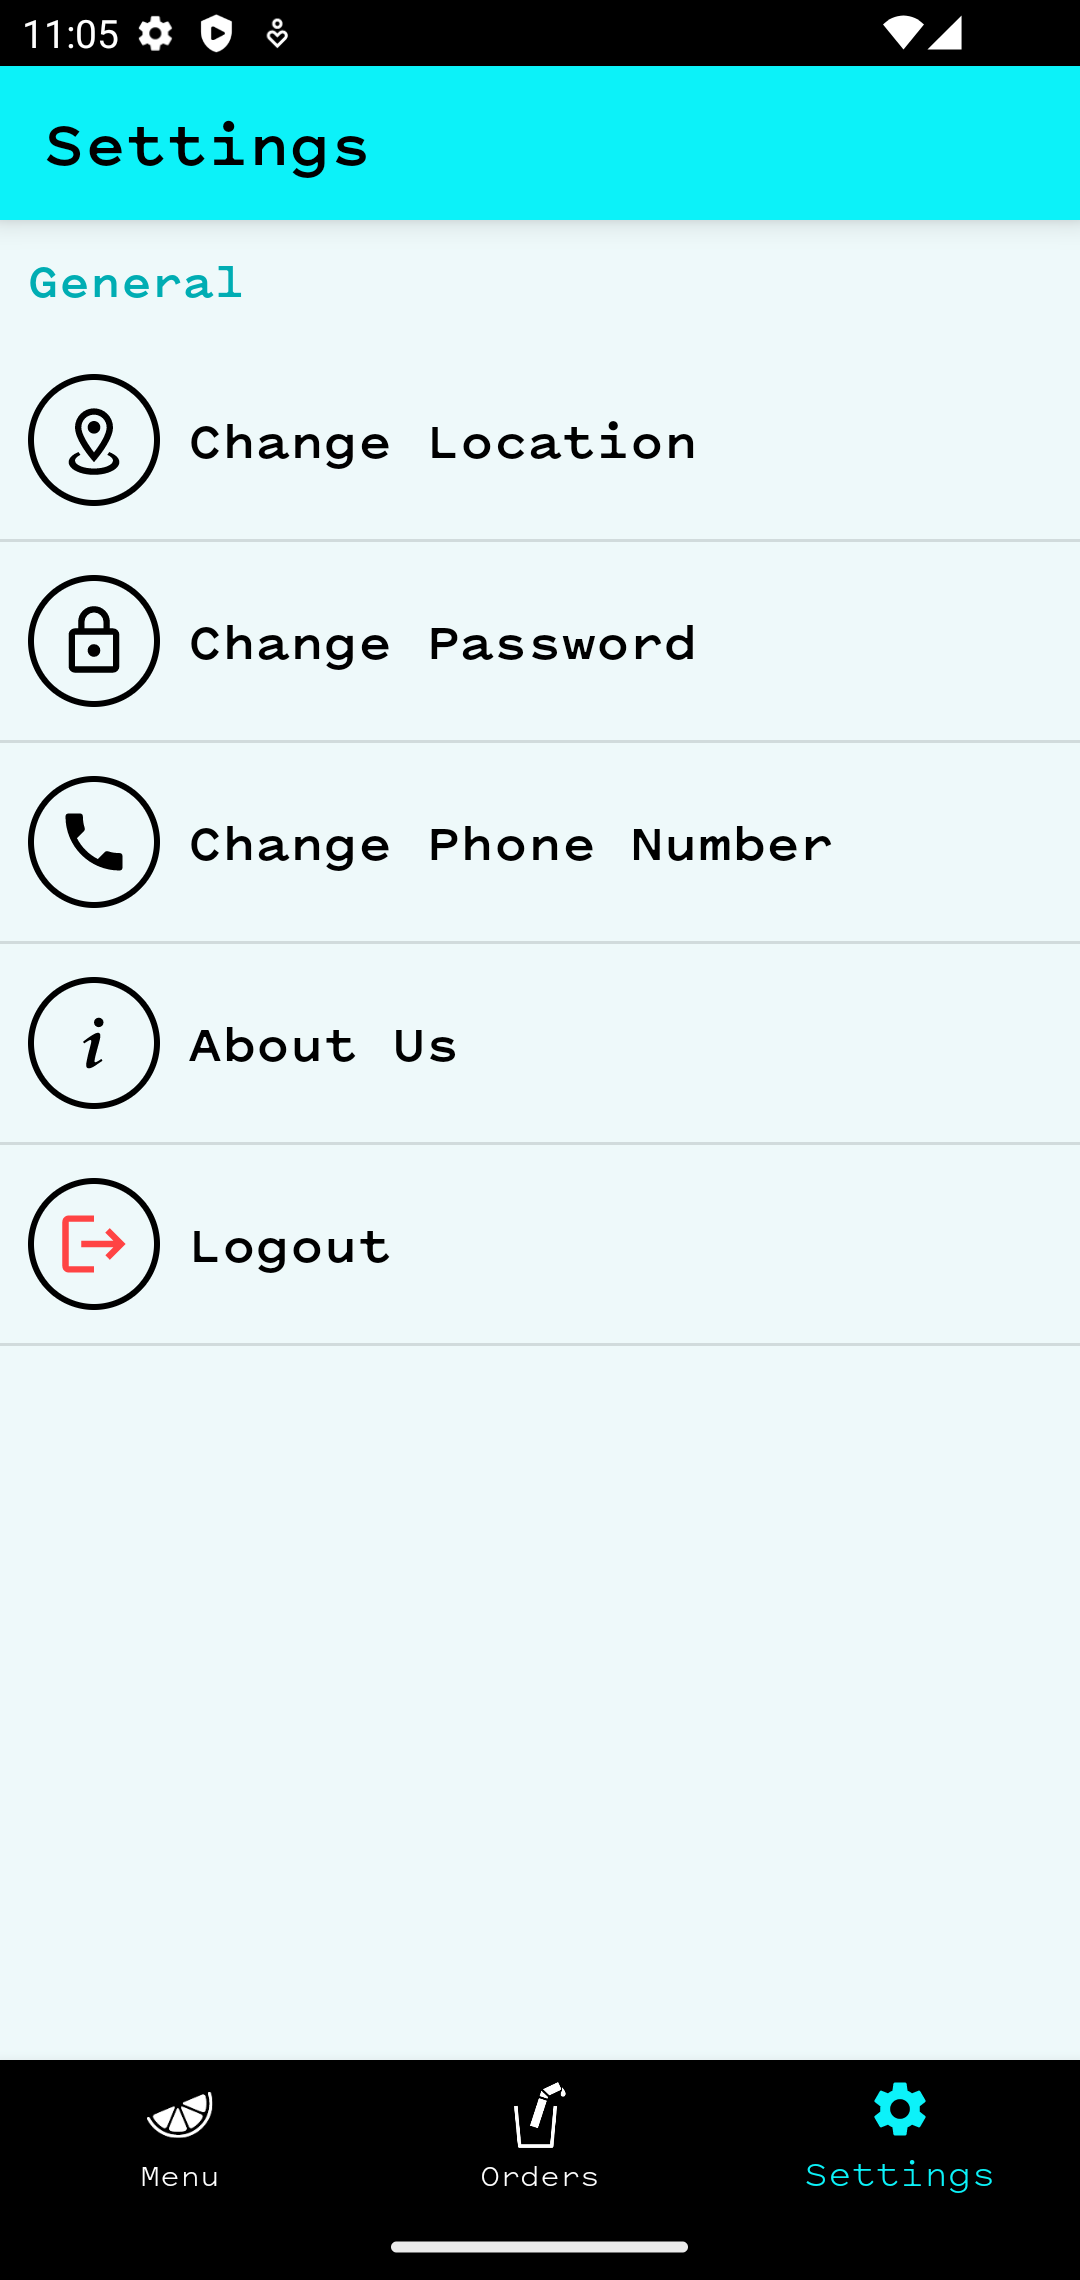 11:05
Settings
General
Change Location
Change Password
Change Phone Number
About Us
Logout
Menu
Orders
Settings